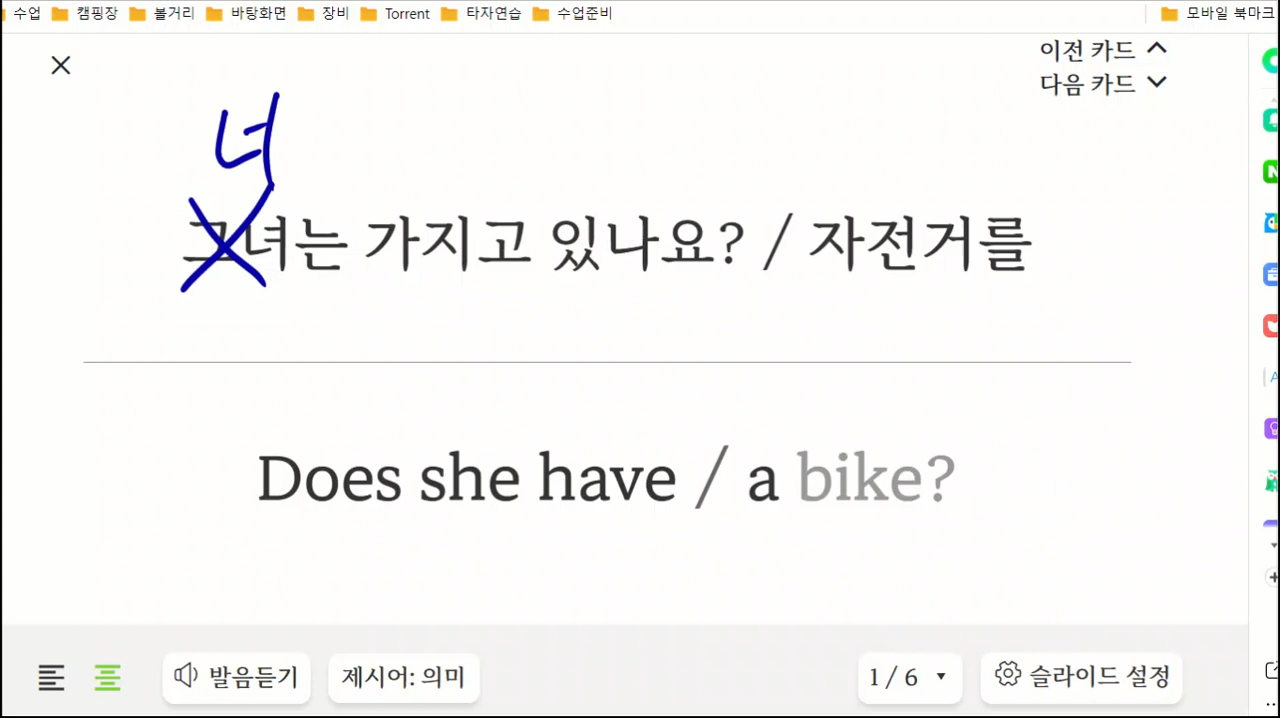 수업 캠핑장 볼거리 바탕화면 장비 Torrent 타자연습 수업준비 모바일 북마크
이전 카드
다음 카드
너
그녀는 가지고 있나요? / 자전거를
Does she have / a bike?
발음듣기 제시어: 의미 1 / 6 슬라이드 설정